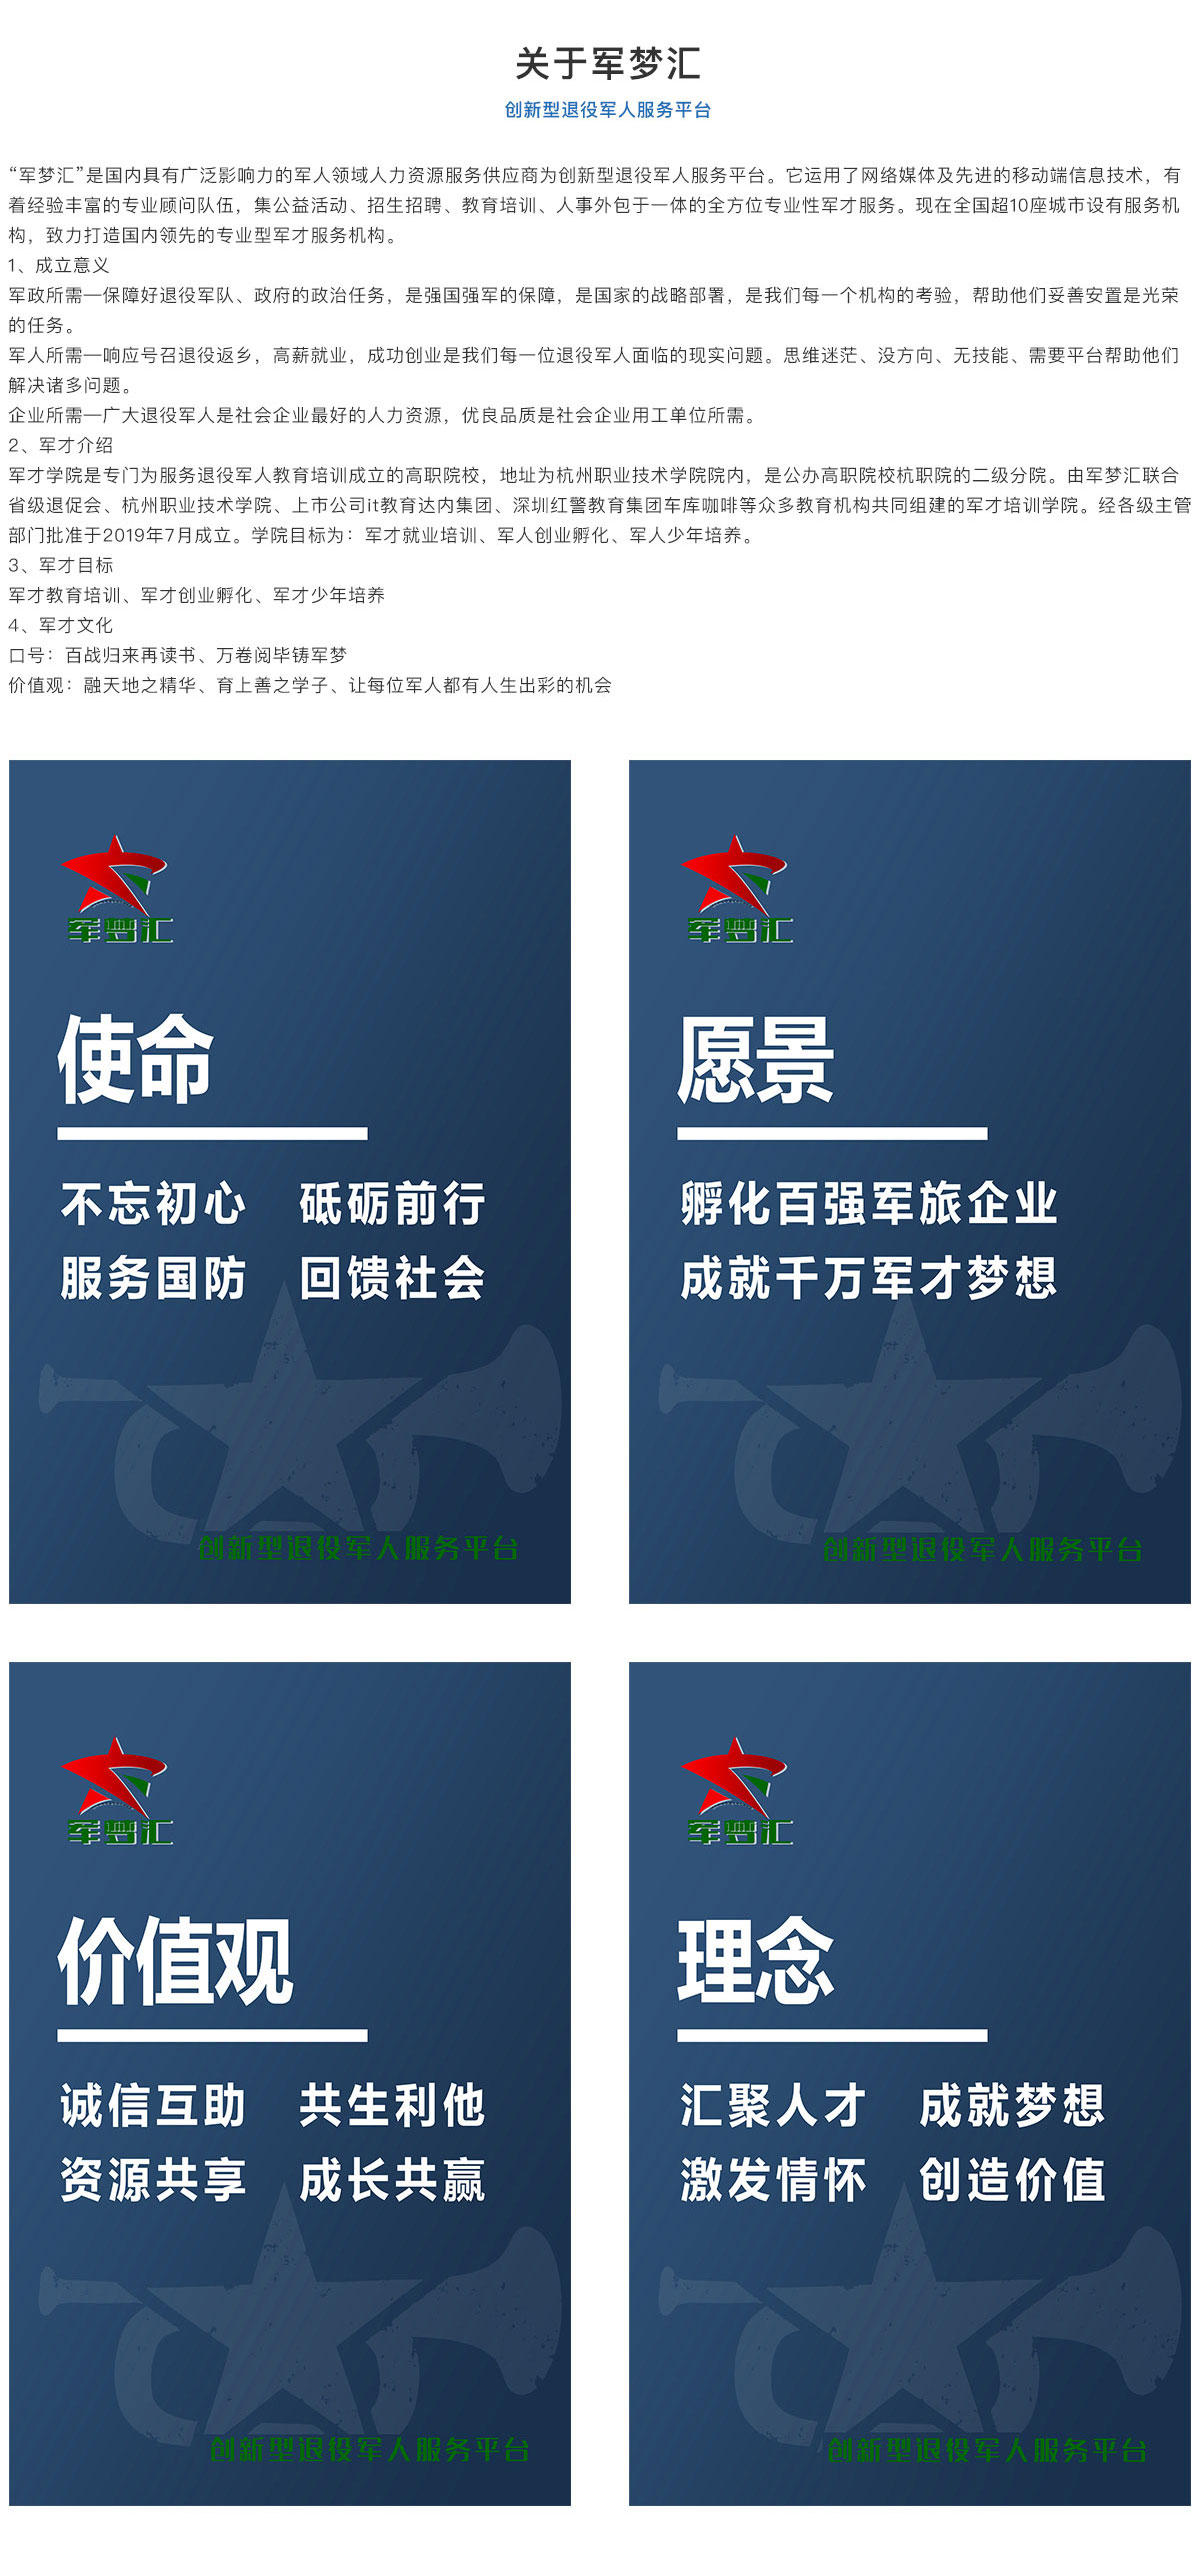 关于军梦汇
创新型退役军人服务平台
“军梦汇”是国内具有广泛影响力的军人领域人力资源服务供应商为创新型退役军人服务平台。它运用了网络媒体及先进的移动端信息技术，有
着经验丰富的专业顾问队伍，集公益活动、招生招聘、教育培训、人事外包于一体的全方位专业性军才服务。现在全国超10座城市设有服务机
构，致力打造国内领先的专业型军才服务机构。
1、成立意义
军政所需—保障好退役军队、政府的政治任务，是强国强军的保障，是国家的战略部署，是我们每一个机构的考验，帮助他们妥善安置是光荣
的任务。
军人所需—响应号召退役返乡，高薪就业，成功创业是我们每一位退役军人面临的现实问题。思维迷茫、没方向、无技能、需要平台帮助他们
解决诸多问题。
企业所需—广大退役军人是社会企业最好的人力资源，优良品质是社会企业用工单位所需。
2、军才介绍
军才学院是专门为服务退役军人教育培训成立的高职院校，地址为杭州职业技术学院院内，是公办高职院校杭职院的二级分院。由军梦汇联合
省级退促会、杭州职业技术学院、上市公司it教育达内集团、深圳红警教育集团车库咖啡等众多教育机构共同组建的军才培训学院。经各级主管
部门批准于2019年7月成立。学院目标为：军才就业培训、军人创业孵化、军人少年培养。
3、军才目标
军才教育培训、军才创业孵化、军才少年培养
4、军才文化
口号：百战归来再读书、万卷阅毕铸军梦
价值观：融天地之精华、育上善之学子、让每位军人都有人生出彩的机会
军梦汇
使命
不忘初心 砥砺前行
服务国防 回馈社会
创新型退役军人服务平台
军梦汇
愿景
孵化百强军旅企业
成就千万军才梦想
创新型退役军人服务平台
军梦汇
价值观
诚信互助 共生利他
资源共享 成长共赢
创新型退役军人服务平台
军梦汇
理念
汇聚人才 成就梦想
激发情怀 创造价值
创新型退役军人服务平台